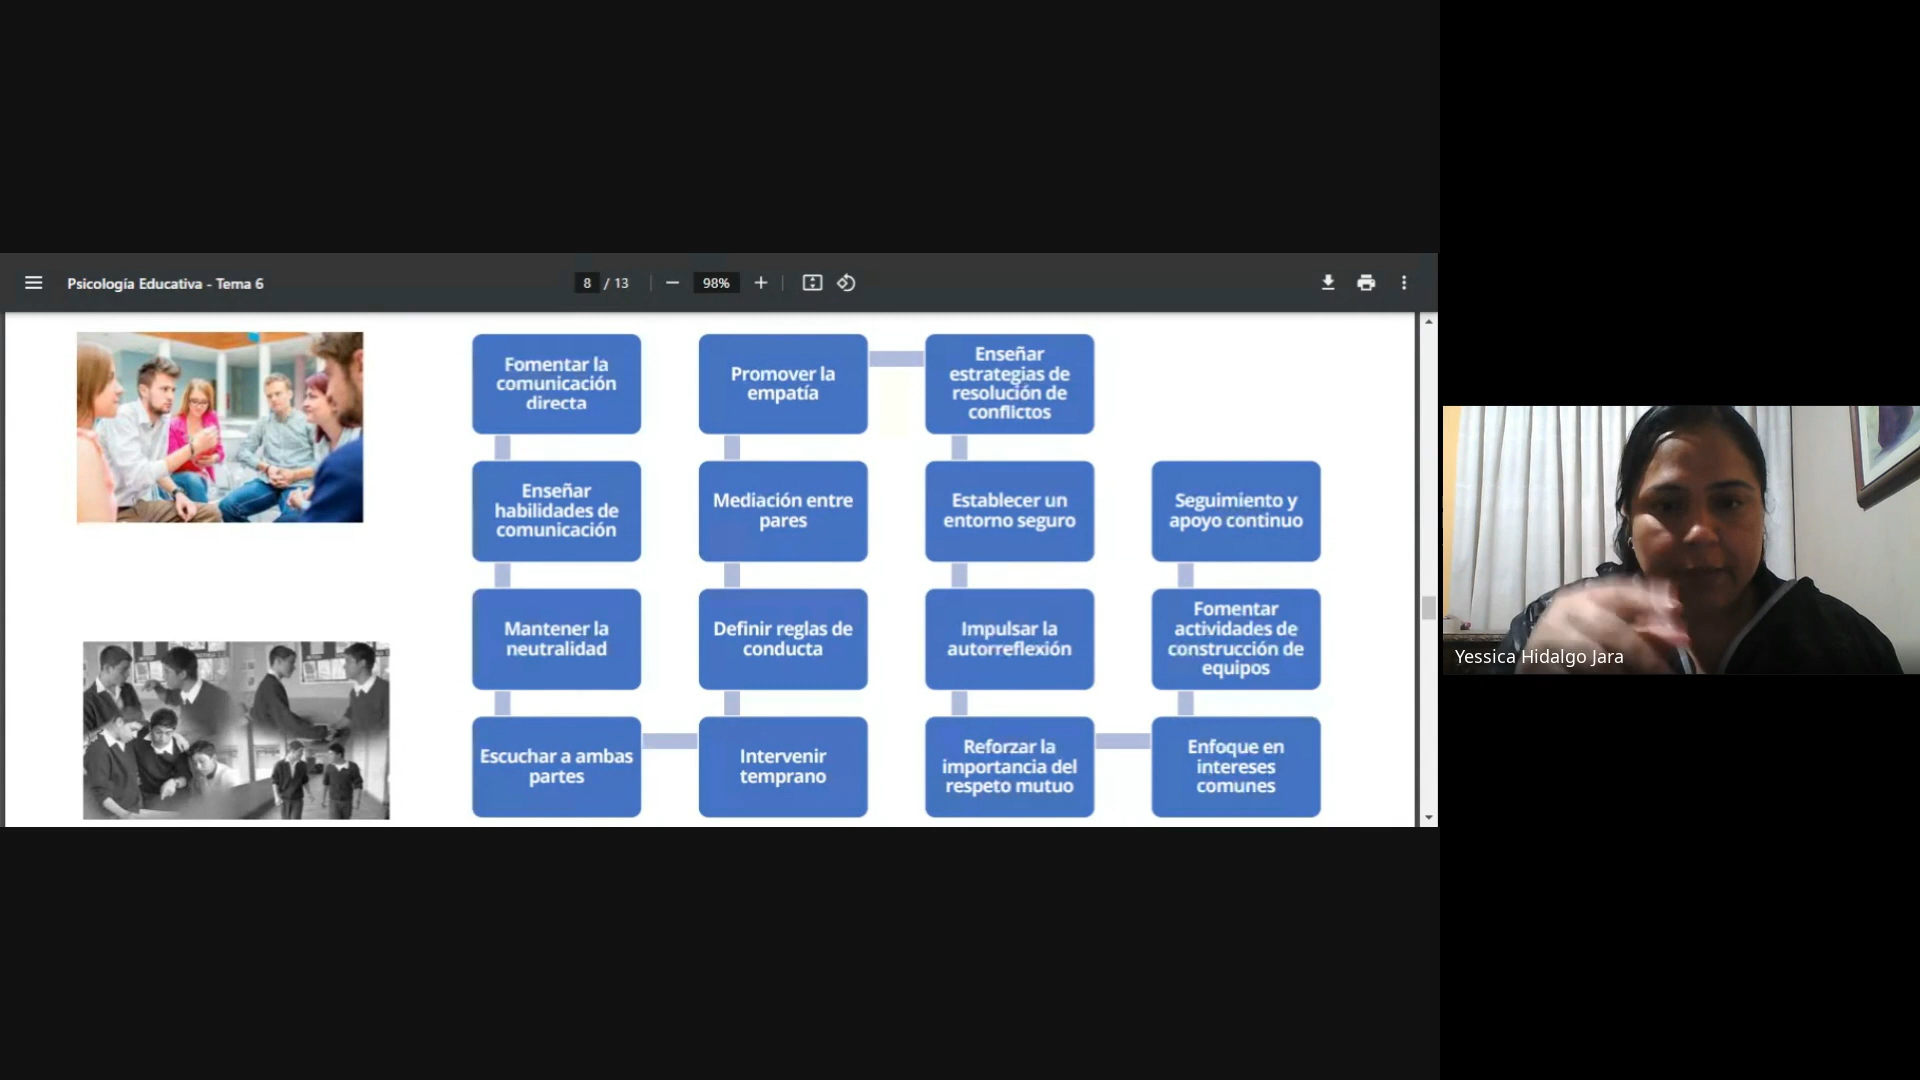 Psicología Educativa - Tema 6
8 / 13
98%
Fomentar la
comunicación
directa
Enseñar
habilidades de
comunicación
Mantener la
neutralidad
Escuchar a ambas
partes
Promover la
empatía
Mediación entre
pares
Definir reglas de
conducta
Intervenir
temprano
Enseñar
estrategias de
resolución de
conflictos
Establecer un
entorno seguro
Impulsar la
autorreflexión
Reforzar la
importancia del
respeto mutuo
Seguimiento y
apoyo continuo
Fomentar
actividades de
construcción de
equipos
Enfoque en
intereses
comunes
Yessica Hidalgo Jara